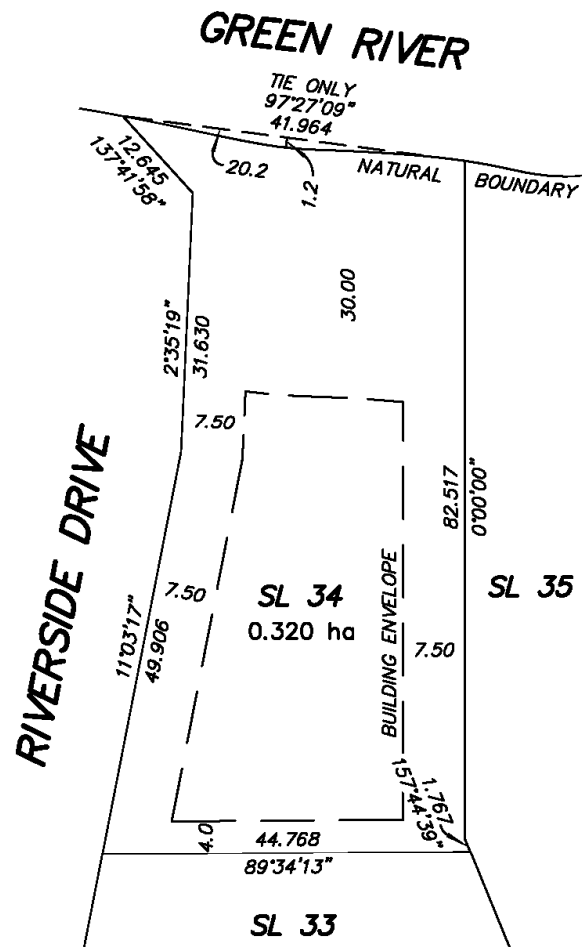 GREEN RIVER
TIE ONLY
97°27'09"
41.964
12.645
137°41'58"
20.2
1.2
NATURAL
BOUNDARY
30.00
2°35'19"
31.630
7.50
82.517
0°00'00"
RIVERSIDE DRIVE
11°03'17"
49.906
7.50
SL 34
0.320 ha
BUILDING ENVELOPE
7.50
SL 35
1.767
157°44'39"
4.0
44.768
89°34'13"
SL 33